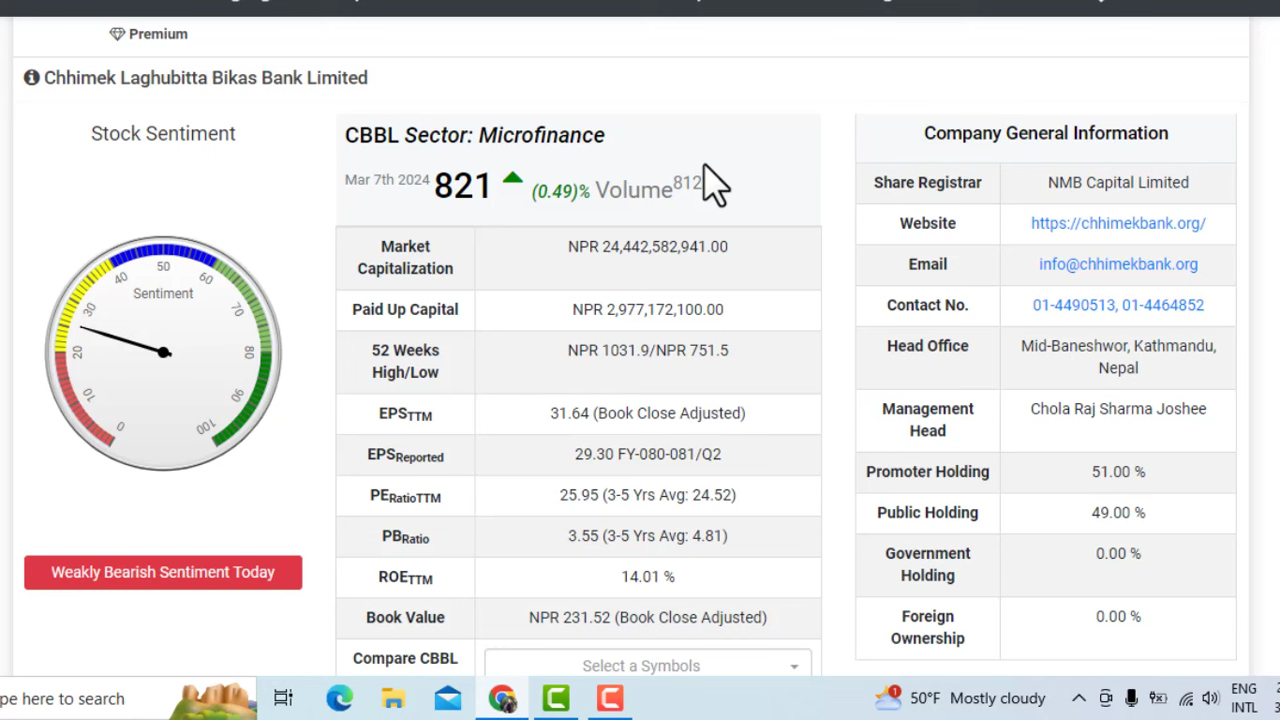 Premium
Chhimek Laghubitta Bikas Bank Limited
Stock Sentiment
0
10
20
30
40
50
60
70
80
90
100
Sentiment
Weakly Bearish Sentiment Today
CBBL Sector: Microfinance
Mar 7th 2024 821 (0.49)% Volume 812
Market Capitalization NPR 24,442,582,941.00
Paid Up Capital NPR 2,977,172,100.00
52 Weeks High/Low NPR 1031.9/NPR 751.5
EPSTTM 31.64 (Book Close Adjusted)
EPSReported 29.30 FY-080-081/Q2
PERatioTTM 25.95 (3-5 Yrs Avg: 24.52)
PBRatio 3.55 (3-5 Yrs Avg: 4.81)
ROETTM 14.01 %
Book Value NPR 231.52 (Book Close Adjusted)
Compare CBBL Select a Symbols
Company General Information
Share Registrar NMB Capital Limited
Website https://chhimekbank.org/
Email info@chhimekbank.org
Contact No. 01-4490513, 01-4464852
Head Office Mid-Baneshwor, Kathmandu, Nepal
Management Head Chola Raj Sharma Joshee
Promoter Holding 51.00 %
Public Holding 49.00 %
Government Holding 0.00 %
Foreign Ownership 0.00 %
pe here to search
1
50°F Mostly cloudy
ENG
INTL